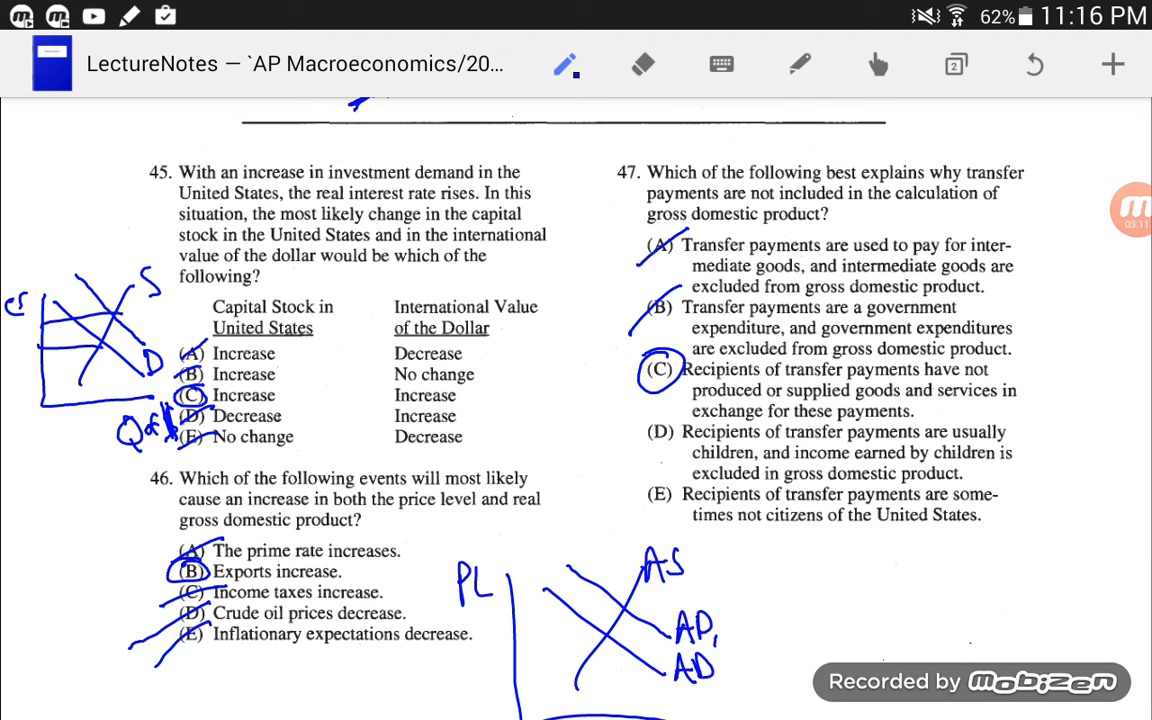 62% 11:16 PM
LectureNotes — `AP Macroeconomics/20...
2
03:11
45. With an increase in investment demand in the
United States, the real interest rate rises. In this
situation, the most likely change in the capital
stock in the United States and in the international
value of the dollar would be which of the
following?
Capital Stock in International Value
United States of the Dollar
(A) Increase Decrease
(B) Increase No change
(C) Increase Increase
(D) Decrease Increase
(E) No change Decrease
S
D
Q of $
46. Which of the following events will most likely
cause an increase in both the price level and real
gross domestic product?
(A) The prime rate increases.
(B) Exports increase.
(C) Income taxes increase.
(D) Crude oil prices decrease.
(E) Inflationary expectations decrease.
47. Which of the following best explains why transfer
payments are not included in the calculation of
gross domestic product?
(A) Transfer payments are used to pay for inter-
mediate goods, and intermediate goods are
excluded from gross domestic product.
(B) Transfer payments are a government
expenditure, and government expenditures
are excluded from gross domestic product.
(C) Recipients of transfer payments have not
produced or supplied goods and services in
exchange for these payments.
(D) Recipients of transfer payments are usually
children, and income earned by children is
excluded in gross domestic product.
(E) Recipients of transfer payments are some-
times not citizens of the United States.
PL
AS
AD1
AD
Recorded by mobizen